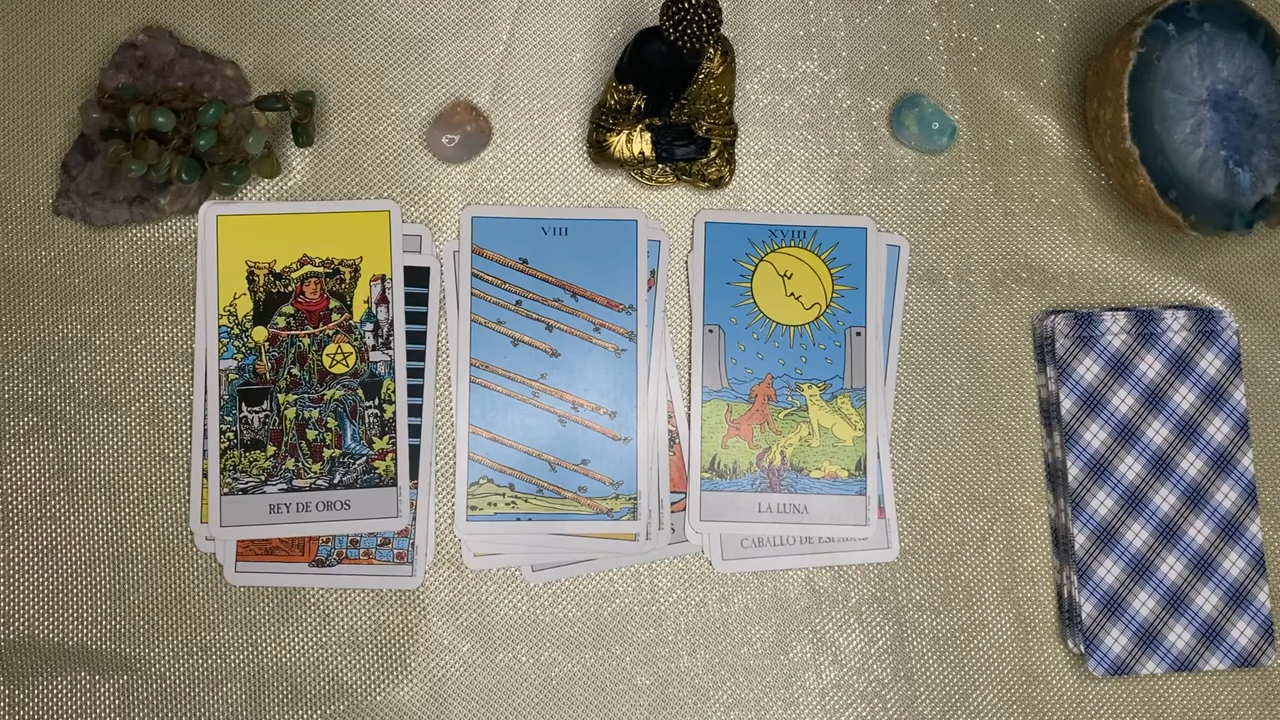 REY DE OROS
VIII
XVIII
LA LUNA
CABALLO DE ESPADAS